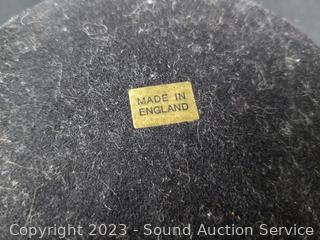 MADE IN
ENGLAND
Copyright 2023 - Sound Auction Service